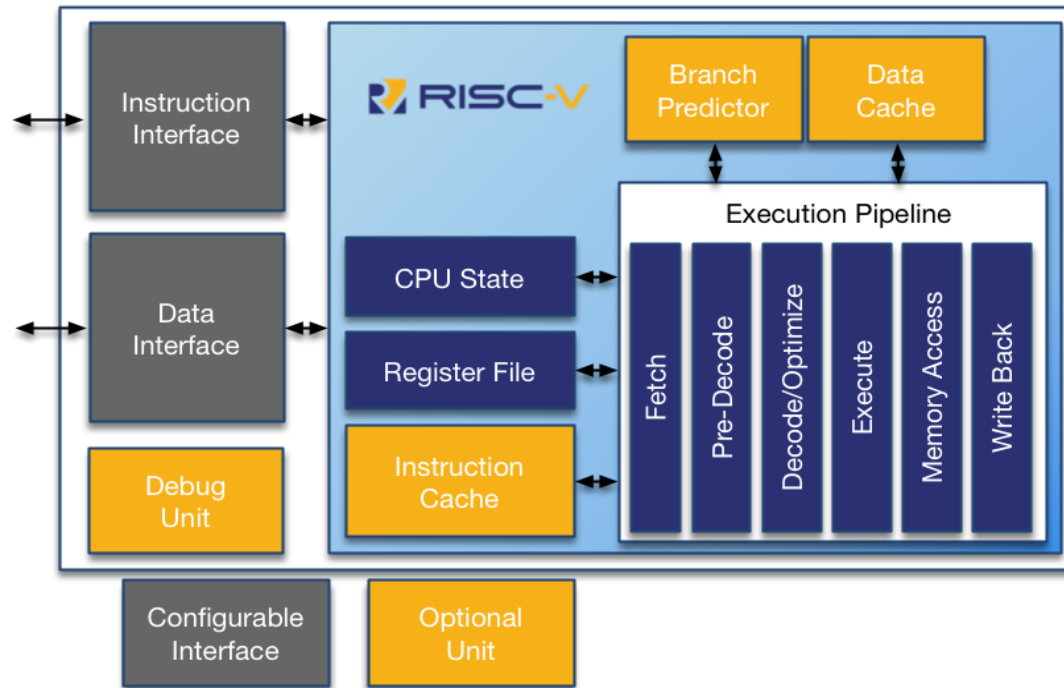 Instruction
Interface
RISC-V
Branch
Predictor
Data
Cache
Execution Pipeline
CPU State
Data
Interface
Register File
Instruction
Cache
Debug
Unit
Fetch
Pre-Decode
Decode/Optimize
Execute
Memory Access
Write Back
Configurable
Interface
Optional
Unit